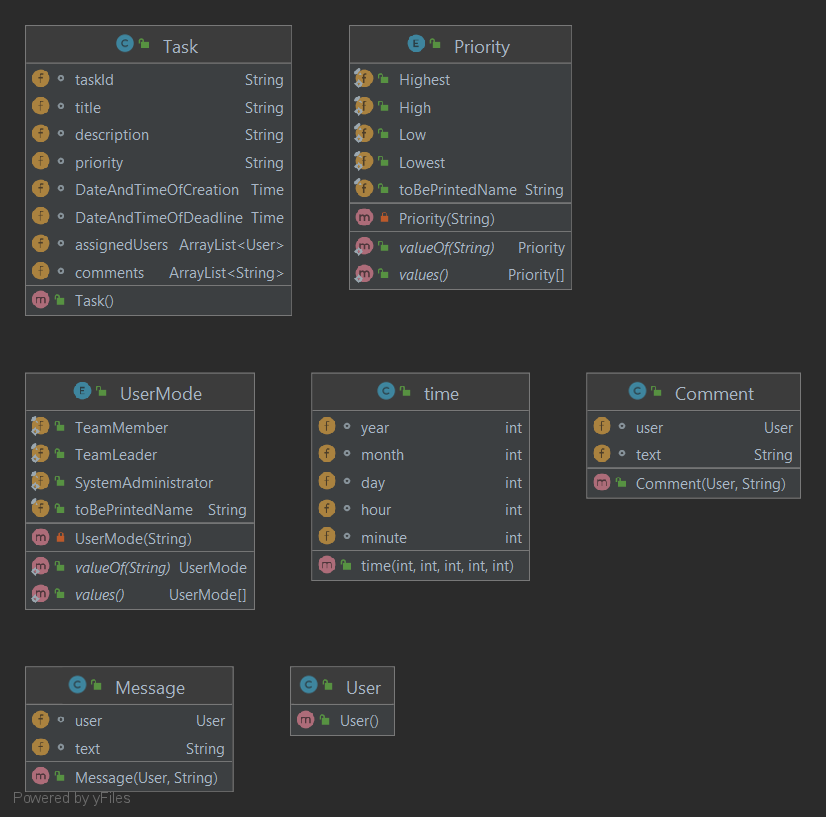 Task
taskId String
title String
description String
priority String
DateAndTimeOfCreation Time
DateAndTimeOfDeadline Time
assignedUsers ArrayList<User>
comments ArrayList<String>
Task()
Priority
Highest
High
Low
Lowest
toBePrintedName String
Priority(String)
valueOf(String) Priority
values() Priority[]
UserMode
TeamMember
TeamLeader
SystemAdministrator
toBePrintedName String
UserMode(String)
valueOf(String) UserMode
values() UserMode[]
time
year int
month int
day int
hour int
minute int
time(int, int, int, int, int)
Comment
user User
text String
Comment(User, String)
Message
user User
text String
Message(User, String)
User
User()
Powered by yFiles